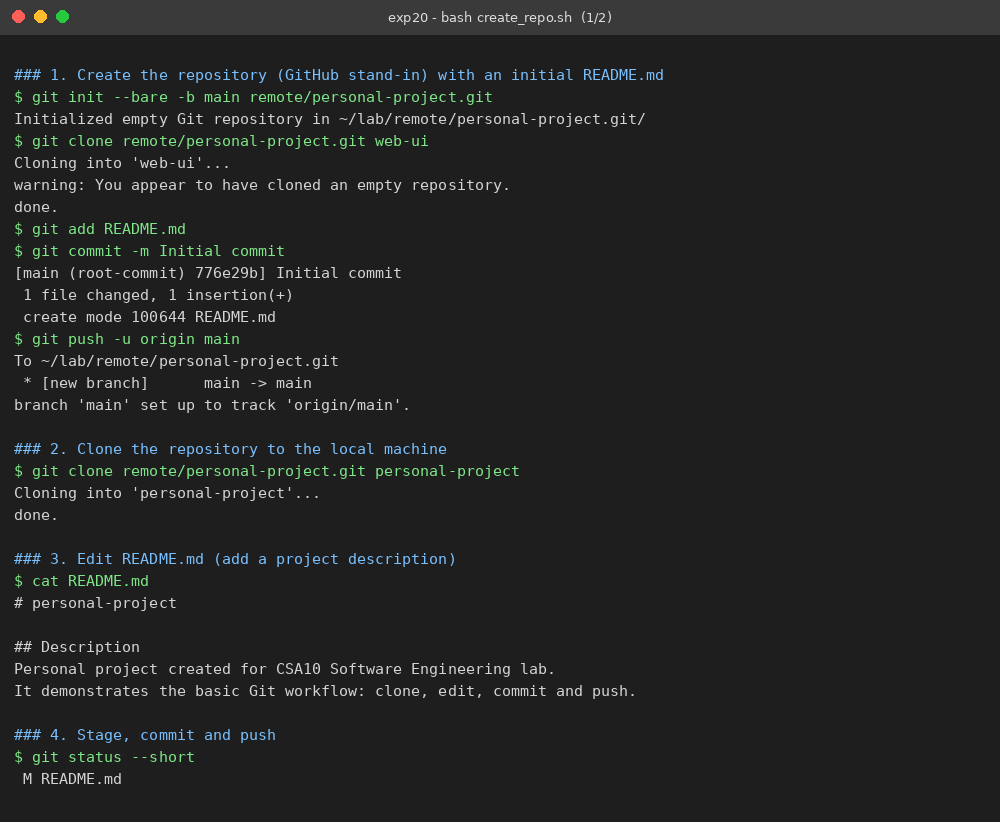 exp20 - bash create_repo.sh (1/2)
### 1. Create the repository (GitHub stand-in) with an initial README.md
$ git init --bare -b main remote/personal-project.git
Initialized empty Git repository in ~/lab/remote/personal-project.git/
$ git clone remote/personal-project.git web-ui
Cloning into 'web-ui'...
warning: You appear to have cloned an empty repository.
done.
$ git add README.md
$ git commit -m Initial commit
[main (root-commit) 776e29b] Initial commit
 1 file changed, 1 insertion(+)
 create mode 100644 README.md
$ git push -u origin main
To ~/lab/remote/personal-project.git
 * [new branch]      main -> main
branch 'main' set up to track 'origin/main'.
### 2. Clone the repository to the local machine
$ git clone remote/personal-project.git personal-project
Cloning into 'personal-project'...
done.
### 3. Edit README.md (add a project description)
$ cat README.md
# personal-project
## Description
Personal project created for CSA10 Software Engineering lab.
It demonstrates the basic Git workflow: clone, edit, commit and push.
### 4. Stage, commit and push
$ git status --short
 M README.md